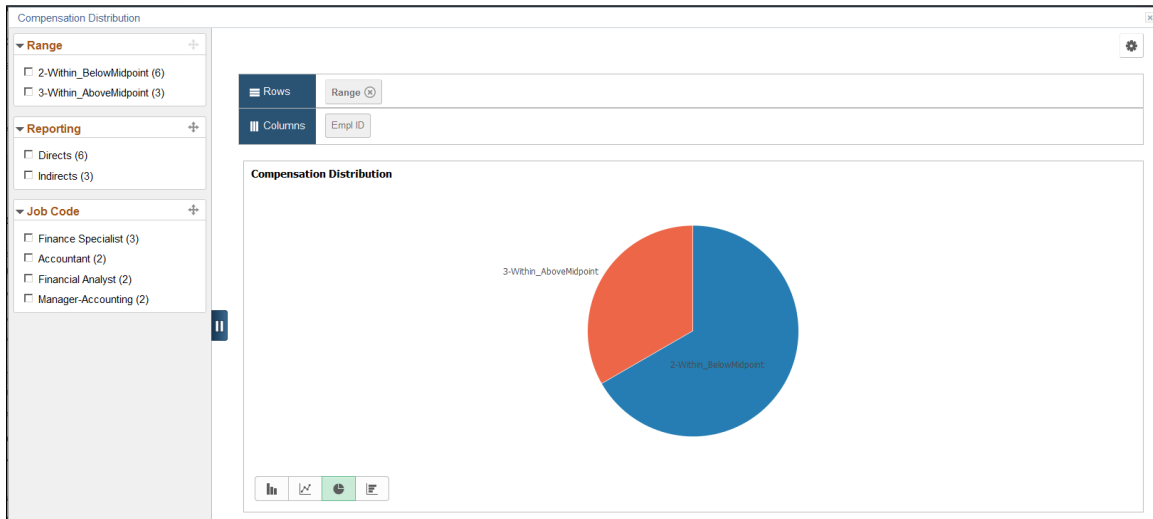 Compensation Distribution
Range
2-Within_BelowMidpoint (6)
3-Within_AboveMidpoint (3)
Reporting
Directs (6)
Indirects (3)
Job Code
Finance Specialist (3)
Accountant (2)
Financial Analyst (2)
Manager-Accounting (2)
Rows
Range
Columns
Empl ID
Compensation Distribution
3-Within_AboveMidpoint
2-Within_BelowMidpoint